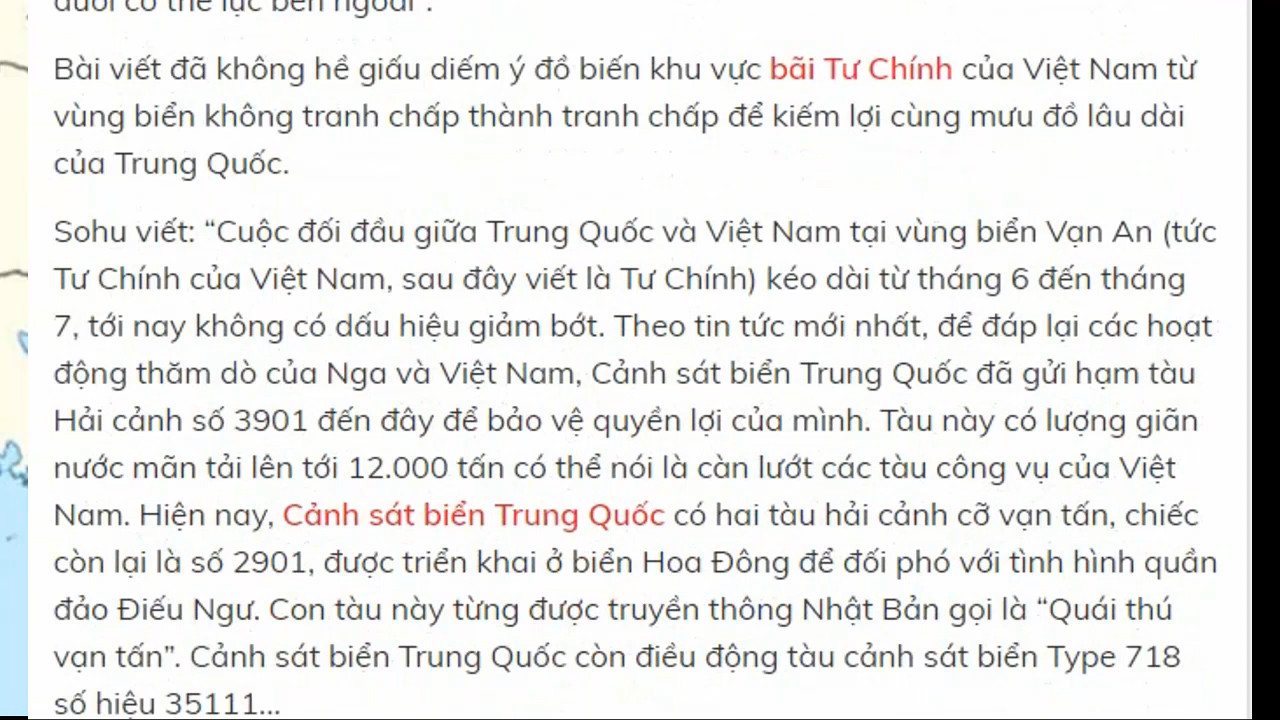 đuôi có thế lực bên ngoài".
Bài viết đã không hề giấu diếm ý đồ biến khu vực bãi Tư Chính của Việt Nam từ
vùng biển không tranh chấp thành tranh chấp để kiếm lợi cùng mưu đồ lâu dài
của Trung Quốc.
Sohu viết: “Cuộc đối đầu giữa Trung Quốc và Việt Nam tại vùng biển Vạn An (tức
Tư Chính của Việt Nam, sau đây viết là Tư Chính) kéo dài từ tháng 6 đến tháng
7, tới nay không có dấu hiệu giảm bớt. Theo tin tức mới nhất, để đáp lại các hoạt
động thăm dò của Nga và Việt Nam, Cảnh sát biển Trung Quốc đã gửi hạm tàu
Hải cảnh số 3901 đến đây để bảo vệ quyền lợi của mình. Tàu này có lượng giãn
nước mãn tải lên tới 12.000 tấn có thể nói là càn lướt các tàu công vụ của Việt
Nam. Hiện nay, Cảnh sát biển Trung Quốc có hai tàu hải cảnh cỡ vạn tấn, chiếc
còn lại là số 2901, được triển khai ở biển Hoa Đông để đối phó với tình hình quần
đảo Điếu Ngư. Con tàu này từng được truyền thông Nhật Bản gọi là “Quái thú
vạn tấn”. Cảnh sát biển Trung Quốc còn điều động tàu cảnh sát biển Type 718
số hiệu 35111...